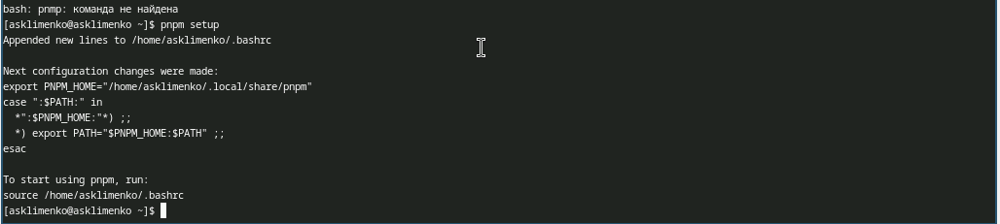 bash: pnmp: команда не найдена
[asklimenko@asklimenko ~]$ pnpm setup
Appended new lines to /home/asklimenko/.bashrc
Next configuration changes were made:
export PNPM_HOME="/home/asklimenko/.local/share/pnpm"
case ":$PATH:" in
  *":$PNPM_HOME:"*) ;;
  *) export PATH="$PNPM_HOME:$PATH" ;;
esac
To start using pnpm, run:
source /home/asklimenko/.bashrc
[asklimenko@asklimenko ~]$